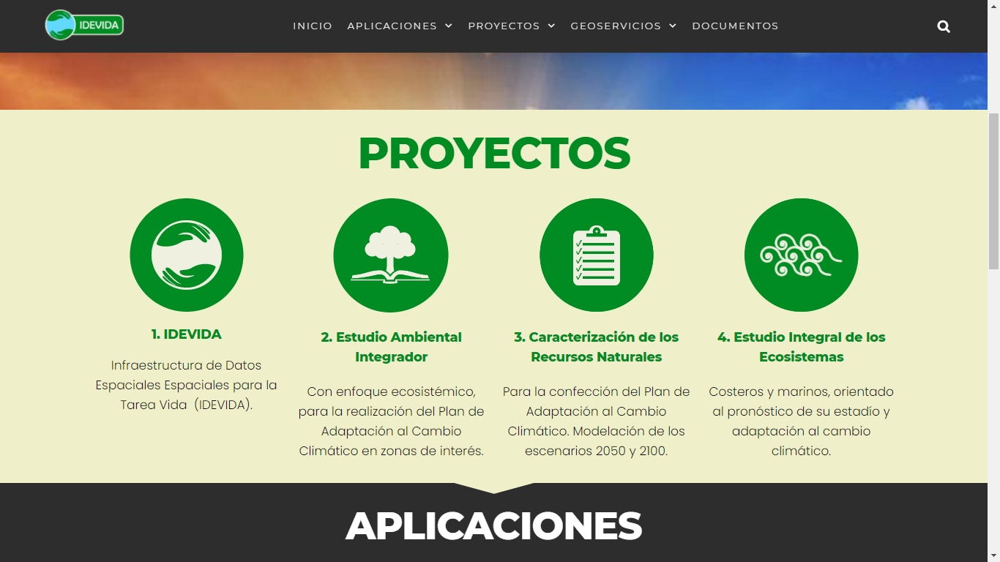 IDEVIDA
INICIO
APLICACIONES
PROYECTOS
GEOSERVICIOS
DOCUMENTOS
PROYECTOS
1. IDEVIDA
Infraestructura de Datos
Espaciales Espaciales para la
Tarea Vida (IDEVIDA).
2. Estudio Ambiental
Integrador
Con enfoque ecosistémico,
para la realización del Plan de
Adaptación al Cambio
Climático en zonas de interés.
3. Caracterización de los
Recursos Naturales
Para la confección del Plan de
Adaptación al Cambio
Climático. Modelación de los
escenarios 2050 y 2100.
4. Estudio Integral de los
Ecosistemas
Costeros y marinos, orientado
al pronóstico de su estadío y
adaptación al cambio
climático.
APLICACIONES